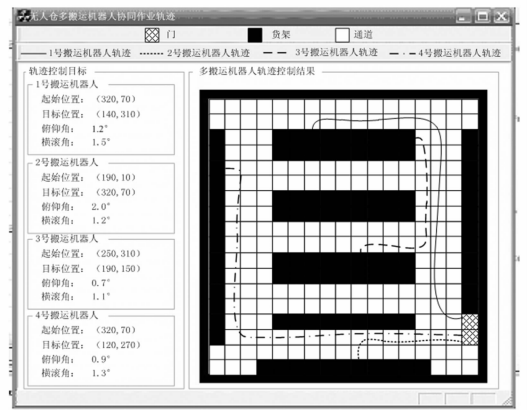 无人仓多搬运机器人协同作业轨迹
门 货架 通道
1号搬运机器人轨迹 2号搬运机器人轨迹 3号搬运机器人轨迹 4号搬运机器人轨迹
轨迹控制目标
1号搬运机器人
起始位置：（320,70）
目标位置：（140,310）
俯仰角： 1.2°
横滚角： 1.5°
2号搬运机器人
起始位置：（190,10）
目标位置：（320,70）
俯仰角： 2.0°
横滚角： 1.2°
3号搬运机器人
起始位置：（250,310）
目标位置：（190,150）
俯仰角： 0.7°
横滚角： 1.1°
4号搬运机器人
起始位置：（320,70）
目标位置：（120,270）
俯仰角： 0.9°
横滚角： 1.3°
多搬运机器人轨迹控制结果